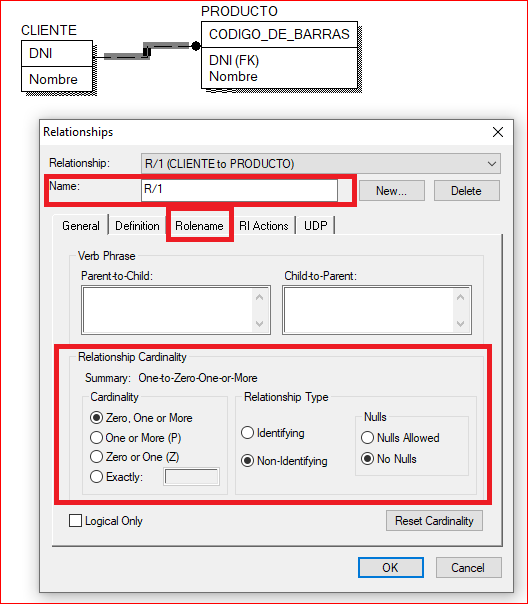 PRODUCTO
CLIENTE
CODIGO_DE_BARRAS
DNI
DNI (FK)
Nombre
Nombre
Relationships
Relationship: R/1 (CLIENTE to PRODUCTO)
Name: R/1 New... Delete
General Definition Rolename RI Actions UDP
Verb Phrase
Parent-to-Child: Child-to-Parent:
Relationship Cardinality
Summary: One-to-Zero-One-or-More
Cardinality Relationship Type
Zero, One or More Nulls
Identifying
One or More (P) Nulls Allowed
Zero or One (Z) Non-Identifying No Nulls
Exactly:
Logical Only Reset Cardinality
OK Cancel